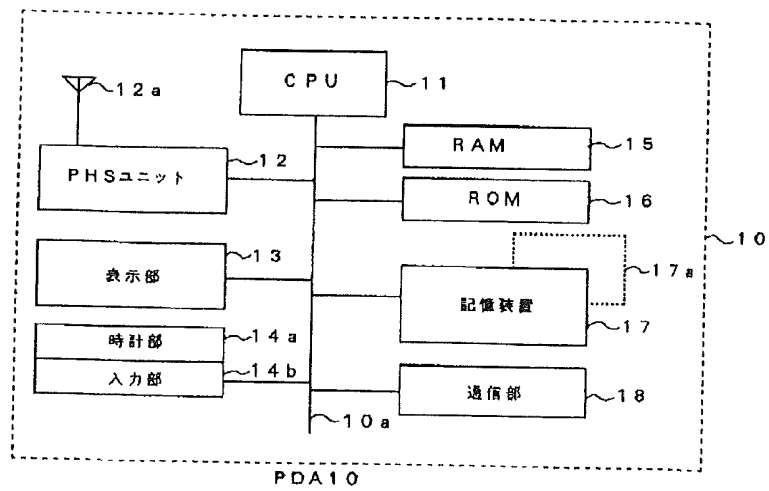 CPU
11
12a
RAM
15
12
PHSユニット
ROM
16
10
13
表示部
17a
記憶装置
17
時計部
14a
入力部
14b
通信部
18
10a
PDA10